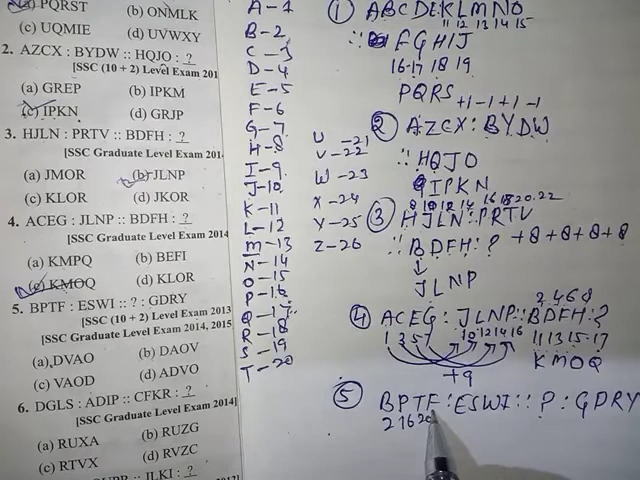 PQRST (b) ONMLK
(c) UQMIE (d) UVWXY
2. AZCX : BYDW :: HQJO : ?
[SSC (10 + 2) Level Exam 201
(a) GREP (b) IPKM
(c) IPKN (d) GRJP
3. HJLN : PRTV :: BDFH : ?
[SSC Graduate Level Exam 201
(a) JMOR (b) JLNP
(c) KLOR (d) JKOR
4. ACEG : JLNP :: BDFH : ?
[SSC Graduate Level Exam 2014
(a) KMPQ (b) BEFI
(c) KMOQ (d) KLOR
5. BPTF : ESWI :: ? : GDRY
[SSC (10 + 2) Level Exam 2013
[SSC Graduate Level Exam 2014, 2015
(a) DVAO (b) DAOV
(c) VAOD (d) ADVO
6. DGLS : ADIP :: CFKR : ?
[SSC Graduate Level Exam 2014]
(a) RUXA (b) RUZG
(c) RTVX (d) RVZC
JLKI : ?
A - 1
B - 2
C - 3
D - 4
E - 5
F - 6
G - 7
H - 8
I - 9
J - 10
K - 11
L - 12
M - 13
N - 14
O - 15
P - 16
Q - 17
R - 18
S - 19
T - 20
U - 21
V - 22
W - 23
X - 24
Y - 25
Z - 26
1 ABCDEKLMNO
11 12 13 14 15
:: FGHIJ
16-17 18 19
PQRS
+1-1+1-1
2 AZCX : BYDW
:: HQJO
IPKN
8 10 12 14 16 18 20.22
3 HJLN : PRTV
:: BDFH : ? +8+8+8+8
JLNP
2 4 6 8
4 ACEG : JLNP :: BDFH : ?
1 3 5 7 10 12 14 16 11 13 15-17
+9 KMOQ
5 BPTF : ESWI :: ? : GDRY
2 16 20